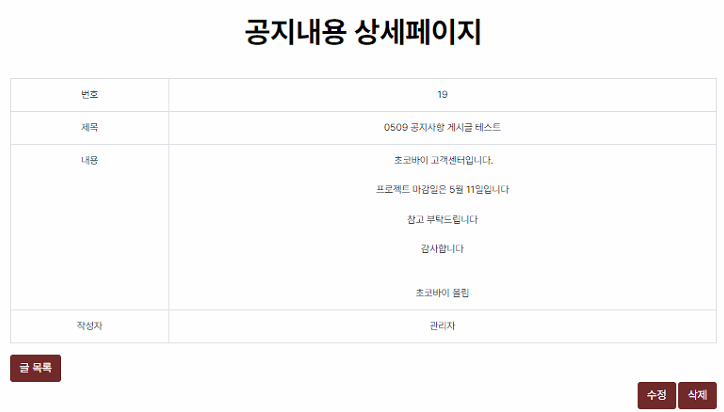 공지내용 상세페이지
번호 19
제목 0509 공지사항 게시글 테스트
내용 초코바이 고객센터입니다.
프로젝트 마감일은 5월 11일입니다
참고 부탁드립니다
감사합니다
초코바이 올림
작성자 관리자
글 목록
수정 삭제